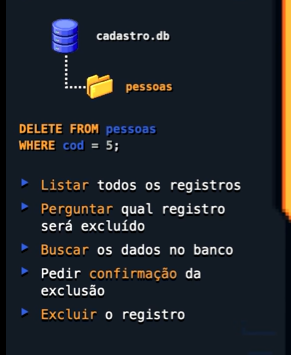 cadastro.db
pessoas
DELETE FROM pessoas
WHERE cod = 5;
Listar todos os registros
Perguntar qual registro
será excluído
Buscar os dados no banco
Pedir confirmação da
exclusão
Excluir o registro